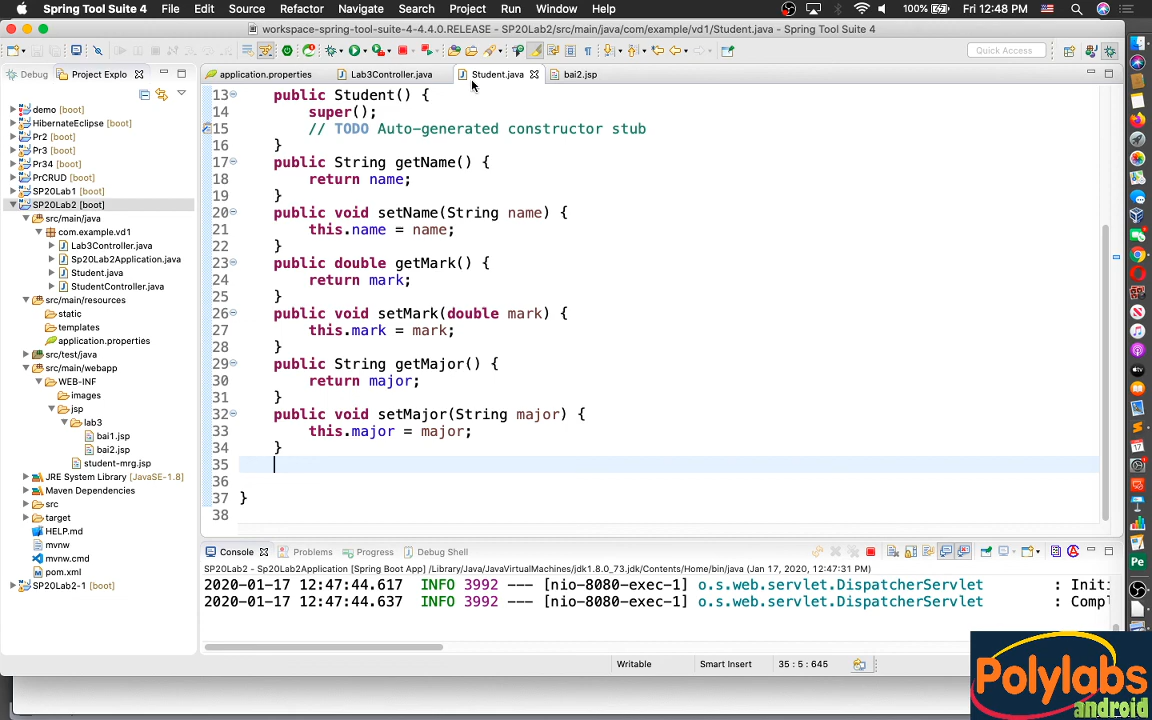 Spring Tool Suite 4 File Edit Source Refactor Navigate Search Project Run Window Help 100% Fri 12:48 PM
workspace-spring-tool-suite-4-4.4.0.RELEASE - SP20Lab2/src/main/java/com/example/vd1/Student.java - Spring Tool Suite 4
Quick Access
Debug Project Explo
application.properties Lab3Controller.java Student.java bai2.jsp
demo [boot]
HibernateEclipse [boot]
Pr2 [boot]
Pr3 [boot]
Pr34 [boot]
PrCRUD [boot]
SP20Lab1 [boot]
SP20Lab2 [boot]
src/main/java
com.example.vd1
Lab3Controller.java
Sp20Lab2Application.java
Student.java
StudentController.java
src/main/resources
static
templates
application.properties
src/test/java
src/main/webapp
WEB-INF
images
jsp
lab3
bai1.jsp
bai2.jsp
student-mrg.jsp
JRE System Library [JavaSE-1.8]
Maven Dependencies
src
target
HELP.md
mvnw
mvnw.cmd
pom.xml
SP20Lab2-1 [boot]
13 public Student() {
14 super();
15 // TODO Auto-generated constructor stub
16 }
17 public String getName() {
18 return name;
19 }
20 public void setName(String name) {
21 this.name = name;
22 }
23 public double getMark() {
24 return mark;
25 }
26 public void setMark(double mark) {
27 this.mark = mark;
28 }
29 public String getMajor() {
30 return major;
31 }
32 public void setMajor(String major) {
33 this.major = major;
34 }
35
36
37 }
38
Console Problems Progress Debug Shell
SP20Lab2 - Sp20Lab2Application [Spring Boot App] /Library/Java/JavaVirtualMachines/jdk1.8.0_73.jdk/Contents/Home/bin/java (Jan 17, 2020, 12:47:31 PM)
2020-01-17 12:47:44.617 INFO 3992 --- [nio-8080-exec-1] o.s.web.servlet.DispatcherServlet : Initi
2020-01-17 12:47:44.637 INFO 3992 --- [nio-8080-exec-1] o.s.web.servlet.DispatcherServlet : Compl
Writable Smart Insert 35 : 5 : 645
Polylabs
android